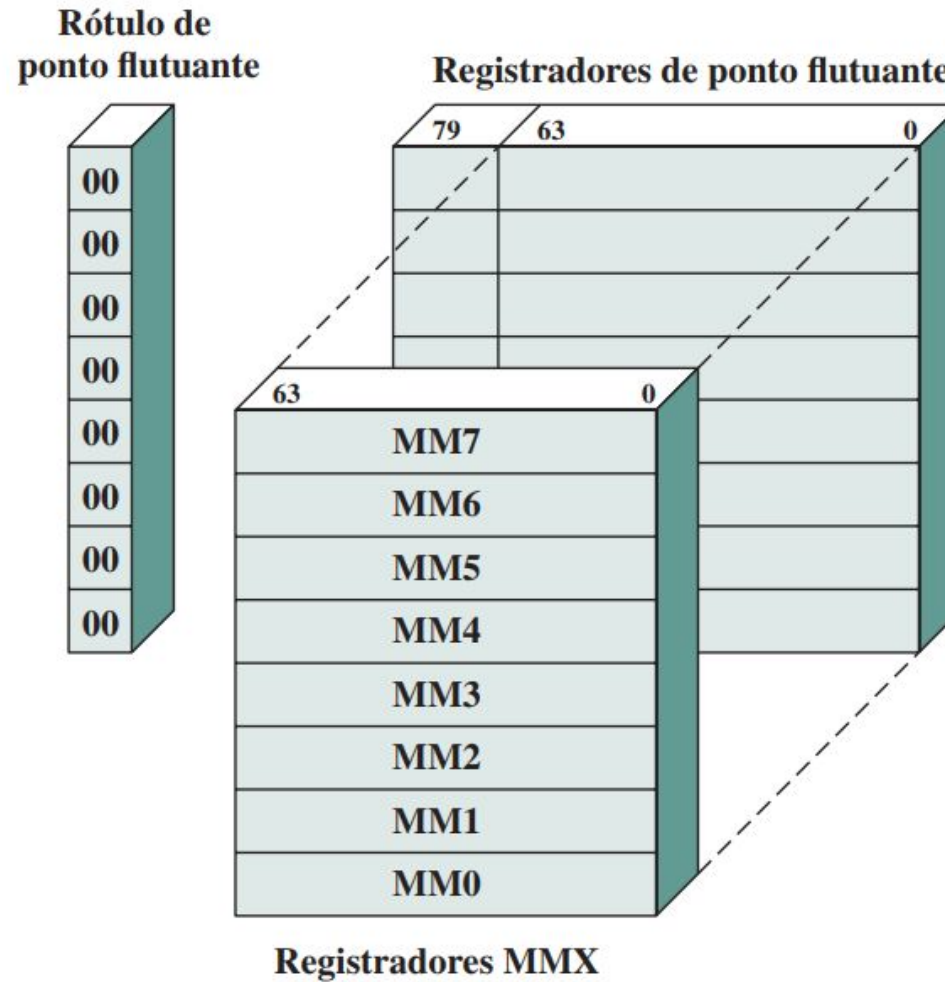 Rótulo de
ponto flutuante
Registradores de ponto flutuante
79 63 0
00
00
00
00
00
00
00
00
63 0
MM7
MM6
MM5
MM4
MM3
MM2
MM1
MM0
Registradores MMX